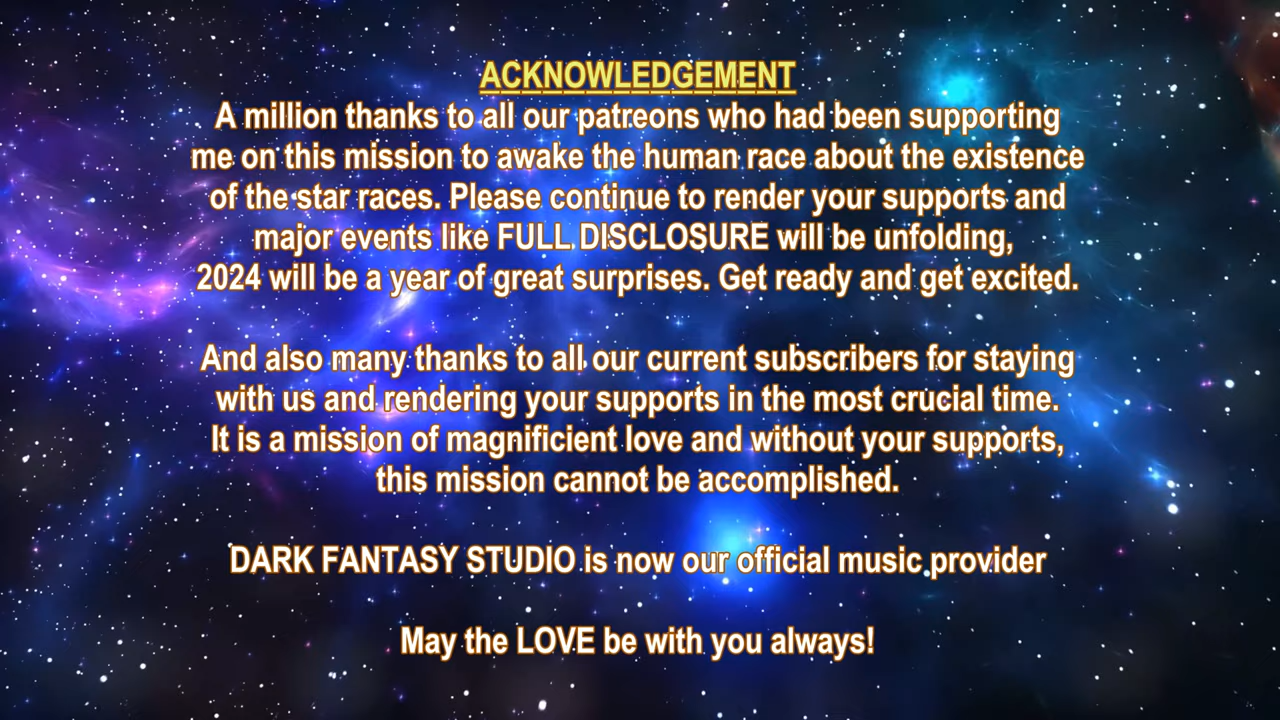 ACKNOWLEDGEMENT
A million thanks to all our patreons who had been supporting
me on this mission to awake the human race about the existence
of the star races. Please continue to render your supports and
major events like FULL DISCLOSURE will be unfolding,
2024 will be a year of great surprises. Get ready and get excited.
And also many thanks to all our current subscribers for staying
with us and rendering your supports in the most crucial time.
It is a mission of magnificient love and without your supports,
this mission cannot be accomplished.
DARK FANTASY STUDIO is now our official music provider
May the LOVE be with you always!